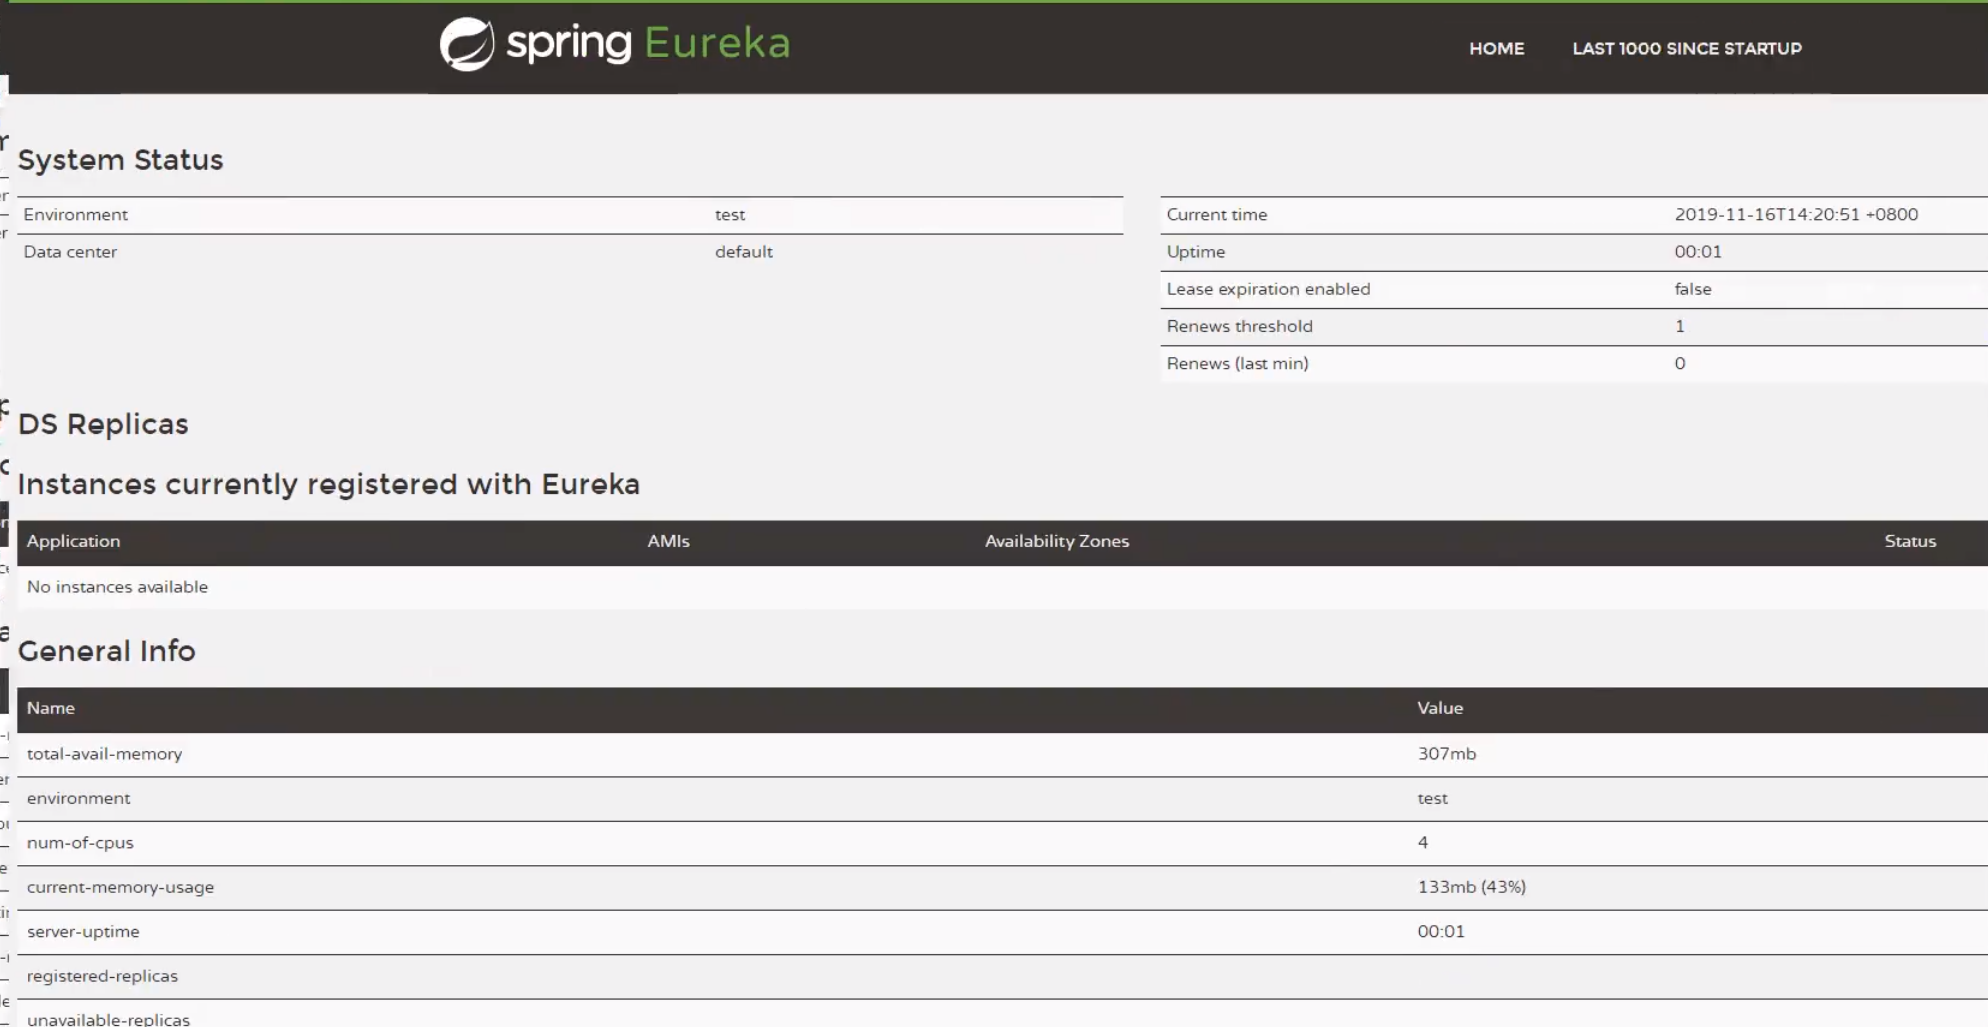 spring Eureka
HOME LAST 1000 SINCE STARTUP
System Status
Environment test
Data center default
Current time 2019-11-16T14:20:51 +0800
Uptime 00:01
Lease expiration enabled false
Renews threshold 1
Renews (last min) 0
DS Replicas
Instances currently registered with Eureka
Application AMIs Availability Zones Status
No instances available
General Info
Name Value
total-avail-memory 307mb
environment test
num-of-cpus 4
current-memory-usage 133mb (43%)
server-uptime 00:01
registered-replicas
unavailable-replicas